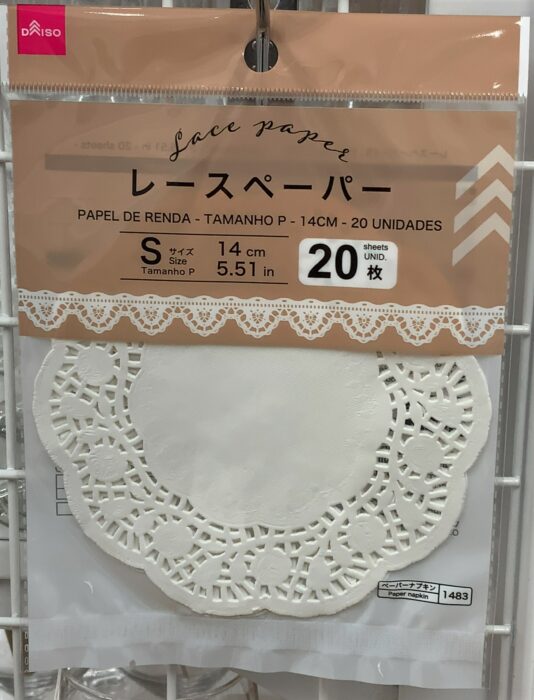 DAISO
Lace paper
レースペーパー
PAPEL DE RENDA - TAMANHO P - 14CM - 20 UNIDADES
S サイズ Size
Tamanho P
14 cm
5.51 in
20 sheets UNID. 枚
ペーパーナプキン
Paper napkin
1483